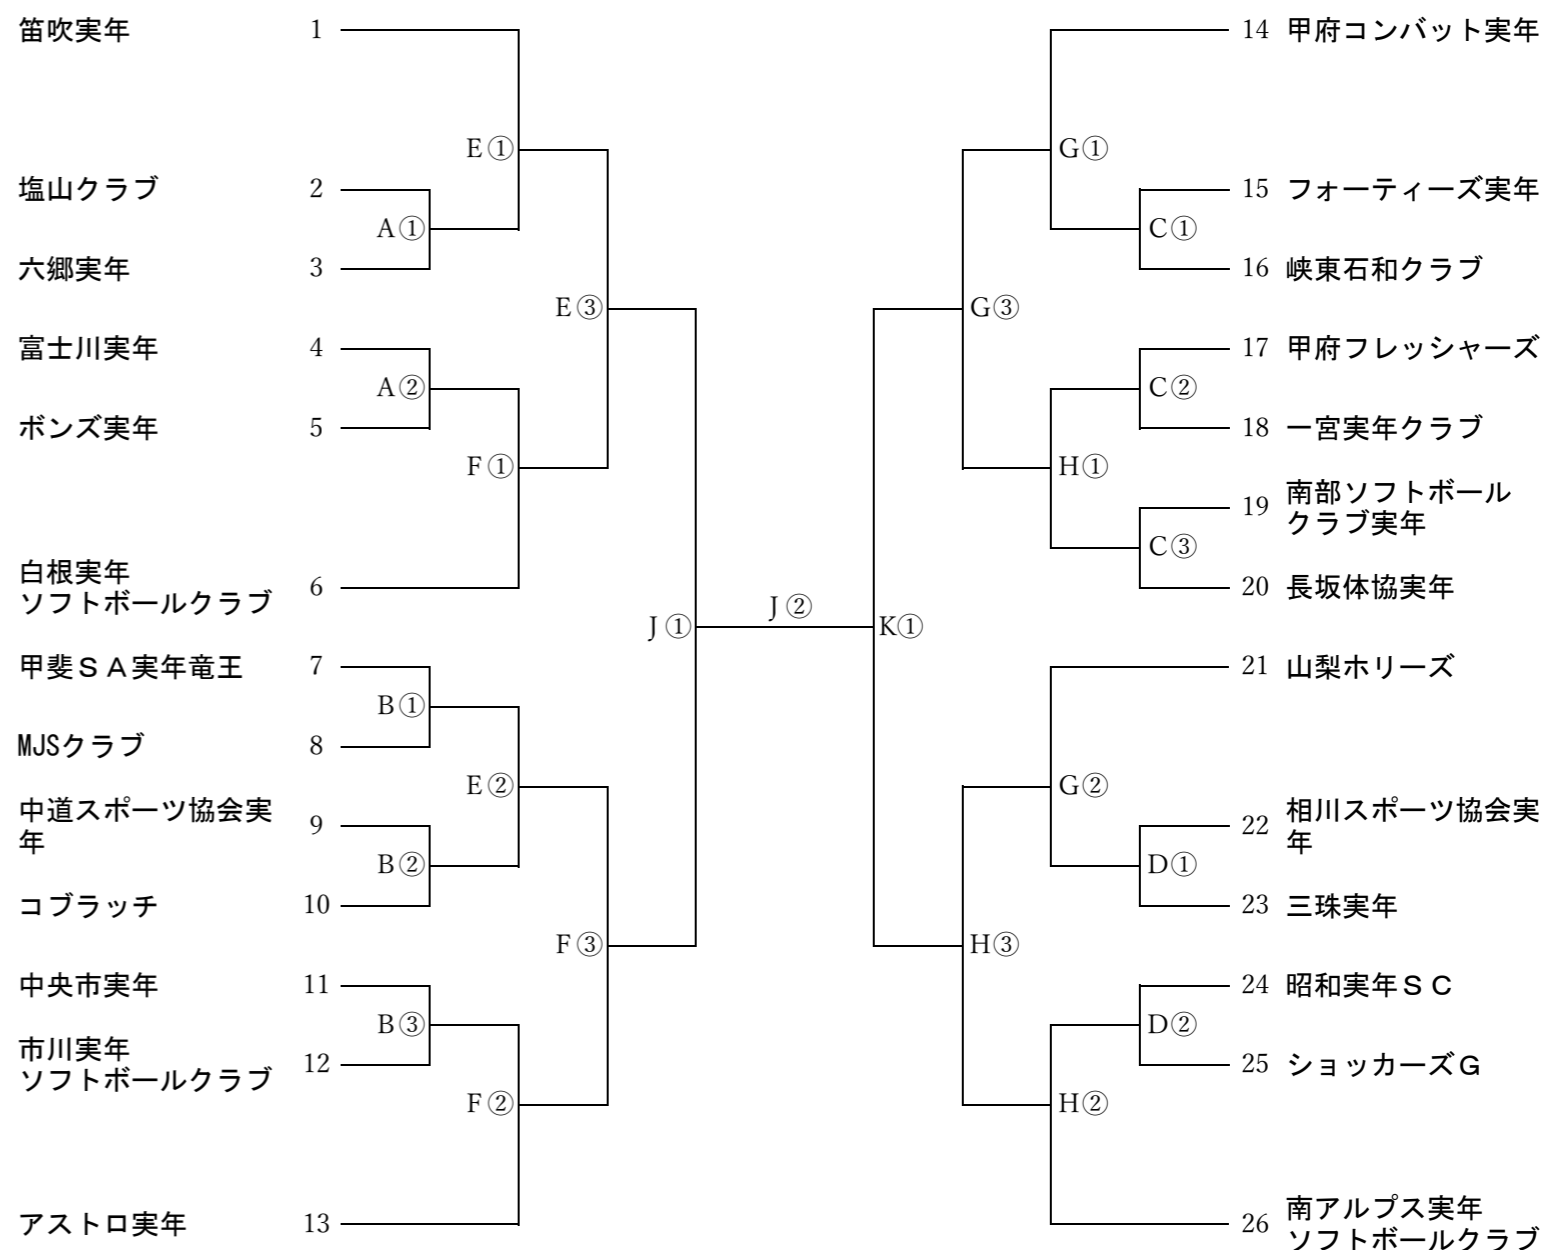 笛吹実年 1
E①
塩山クラブ 2
A①
六郷実年 3
E③
富士川実年 4
A②
ボンズ実年 5
F①
白根実年
ソフトボールクラブ 6
J①
甲斐ＳＡ実年竜王 7
B①
MJSクラブ 8
E②
中道スポーツ協会実
年 9
B②
コブラッチ 10
F③
中央市実年 11
B③
市川実年
ソフトボールクラブ 12
F②
アストロ実年 13
J②
14 甲府コンバット実年
G①
15 フォーティーズ実年
C①
16 峡東石和クラブ
G③
17 甲府フレッシャーズ
C②
18 一宮実年クラブ
H①
19 南部ソフトボール
クラブ実年
C③
20 長坂体協実年
K①
21 山梨ホリーズ
G②
22 相川スポーツ協会実
年
D①
23 三珠実年
H③
24 昭和実年ＳＣ
D②
25 ショッカーズＧ
H②
26 南アルプス実年
ソフトボールクラブ